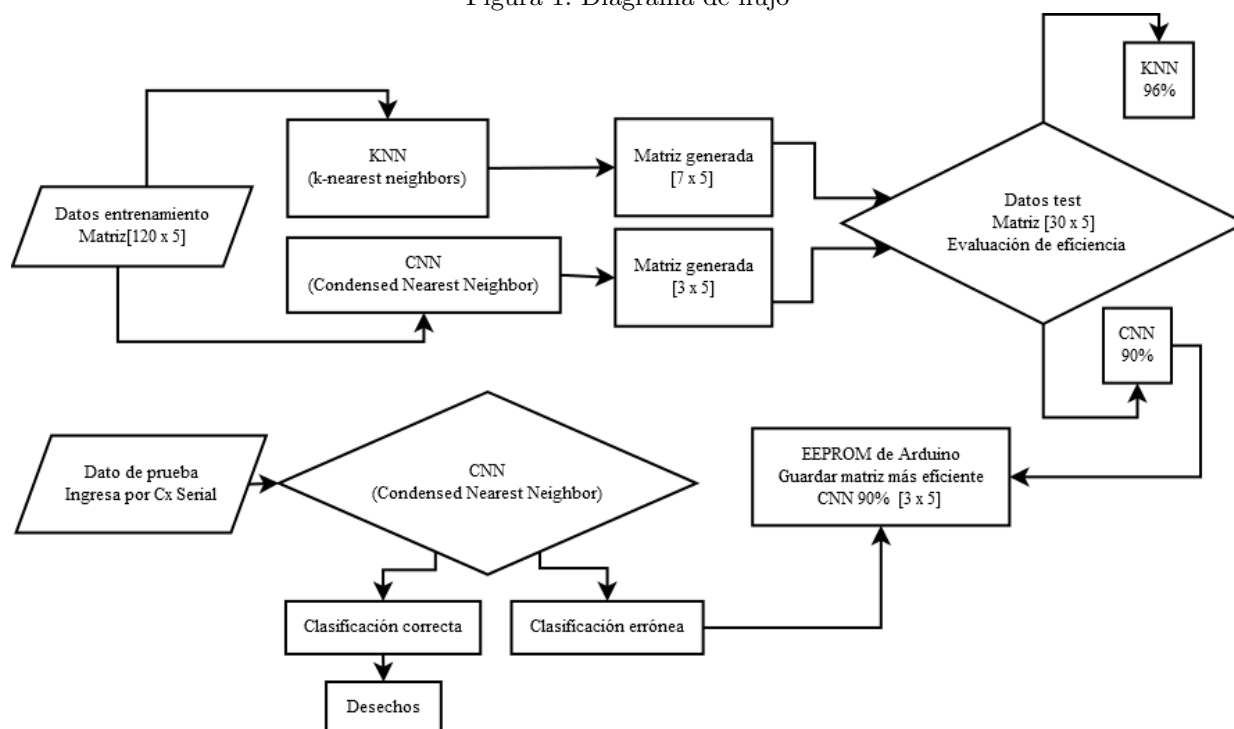 Figura 1: Diagrama de flujo
KNN
96%
KNN
(k-nearest neighbors)
Matriz generada
[7 x 5]
Datos entrenamiento
Matriz[120 x 5]
Datos test
Matriz [30 x 5]
Evaluación de eficiencia
CNN
(Condensed Nearest Neighbor)
Matriz generada
[3 x 5]
CNN
90%
Dato de prueba
Ingresa por Cx Serial
CNN
(Condensed Nearest Neighbor)
EEPROM de Arduino
Guardar matriz más eficiente
CNN 90% [3 x 5]
Clasificación correcta
Clasificación errónea
Desechos